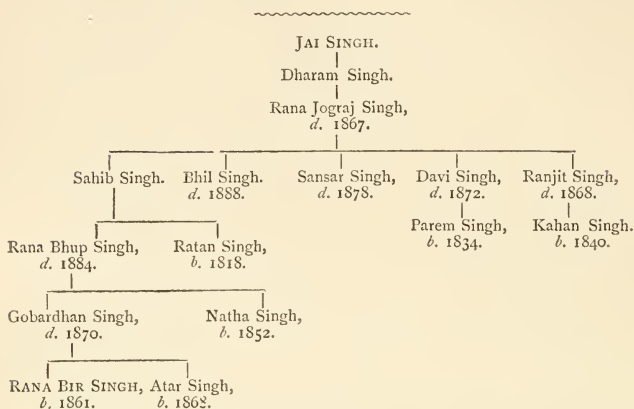 JAI SINGH.
Dharam Singh.
Rana Jograj Singh,
d. 1867.
Sahib Singh. Bhil Singh. Sansar Singh, Davi Singh, Ranjit Singh,
d. 1888. d. 1878. d. 1872. d. 1868.
Parem Singh, Kahan Singh.
b. 1834. b. 1840.
Rana Bhup Singh, Ratan Singh,
d. 1884. b. 1818.
Gobardhan Singh, Natha Singh,
d. 1870. b. 1852.
RANA BIR SINGH, Atar Singh,
b. 1861. b. 1868.